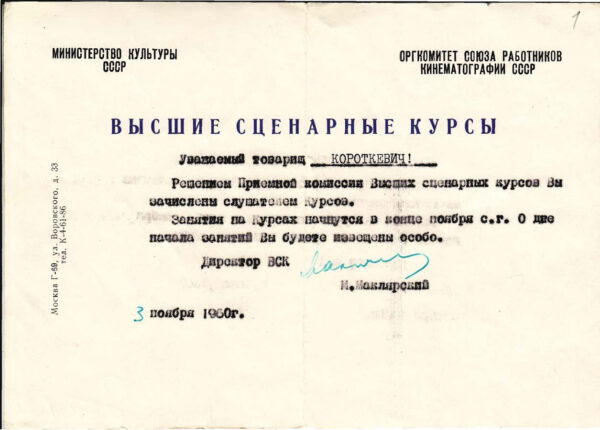 1
МИНИСТЕРСТВО КУЛЬТУРЫ
СССР
ОРГКОМИТЕТ СОЮЗА РАБОТНИКОВ
КИНЕМАТОГРАФИИ СССР
ВЫСШИЕ СЦЕНАРНЫЕ КУРСЫ
Уважаемый товарищ КОРОТКЕВИЧ!
Решением Приемной комиссии Высших сценарных курсов Вы
зачислены слушателем Курсов.
Занятия на Курсах начнутся в конце ноября с.г. О дне
начала занятий Вы будете извещены особо.
Директор ВСК
М.Маклярский
3 ноября 1960г.
Москва Г-69, ул. Воровского, д. 33
тел. К-4-61-86